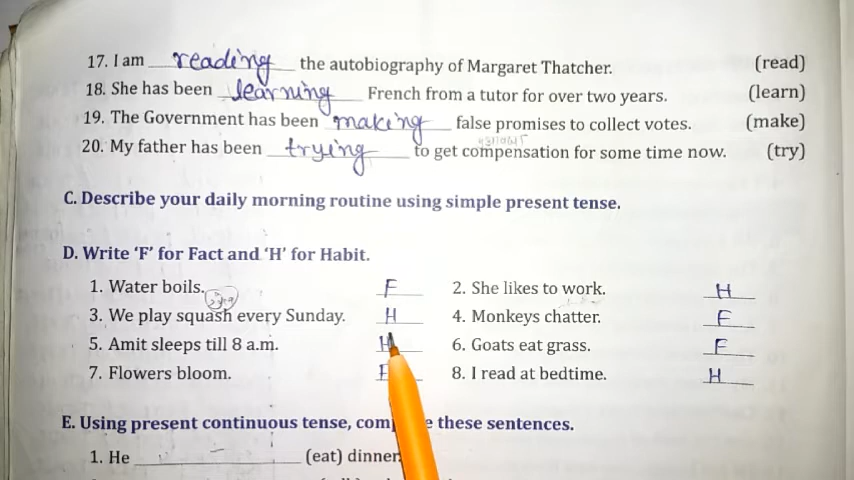 17. I am reading the autobiography of Margaret Thatcher. (read)
18. She has been learning French from a tutor for over two years. (learn)
19. The Government has been making false promises to collect votes. (make)
20. My father has been trying to get compensation for some time now. (try)
C. Describe your daily morning routine using simple present tense.
D. Write 'F' for Fact and 'H' for Habit.
1. Water boils. F 2. She likes to work. H
3. We play squash every Sunday. H 4. Monkeys chatter. F
5. Amit sleeps till 8 a.m. H 6. Goats eat grass. F
7. Flowers bloom. F 8. I read at bedtime. H
E. Using present continuous tense, these sentences.
1. He (eat) dinner